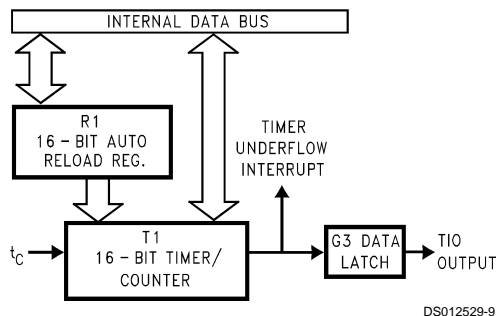 INTERNAL DATA BUS
R1
16 – BIT AUTO
RELOAD REG.
TIMER
UNDERFLOW
INTERRUPT
tC
T1
16 – BIT TIMER/
COUNTER
G3 DATA
LATCH
TIO
OUTPUT
DS012529-9